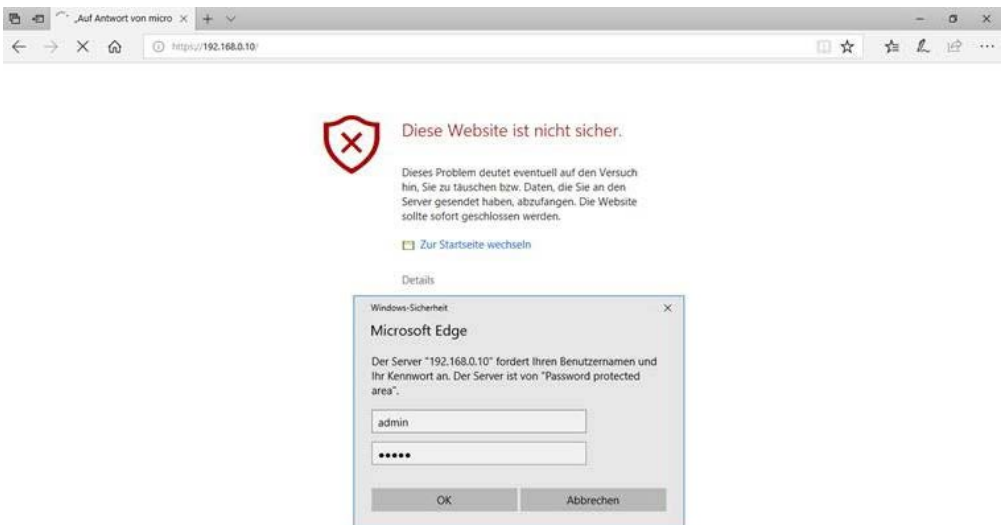 „Auf Antwort von micro
https://192.168.0.10/
Diese Website ist nicht sicher.
Dieses Problem deutet eventuell auf den Versuch
hin, Sie zu täuschen bzw. Daten, die Sie an den
Server gesendet haben, abzufangen. Die Website
sollte sofort geschlossen werden.
Zur Startseite wechseln
Details
Windows-Sicherheit
Microsoft Edge
Der Server "192.168.0.10" fordert Ihren Benutzernamen und
Ihr Kennwort an. Der Server ist von "Password protected
area".
admin
•••••
OK Abbrechen